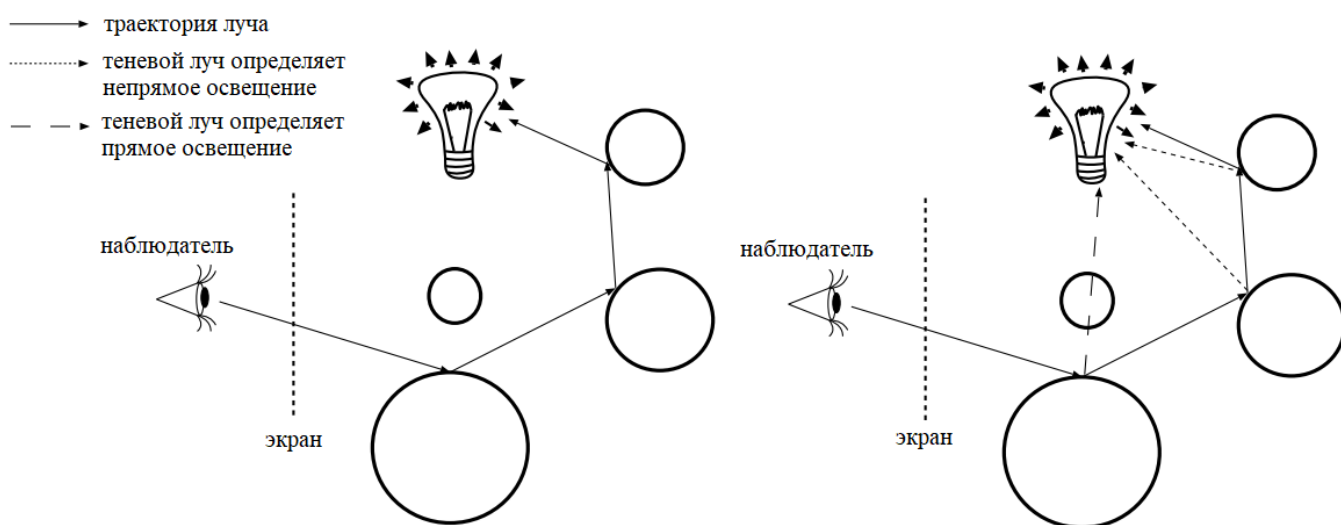 траектория луча
теневой луч определяет
непрямое освещение
теневой луч определяет
прямое освещение
наблюдатель
экран
наблюдатель
экран